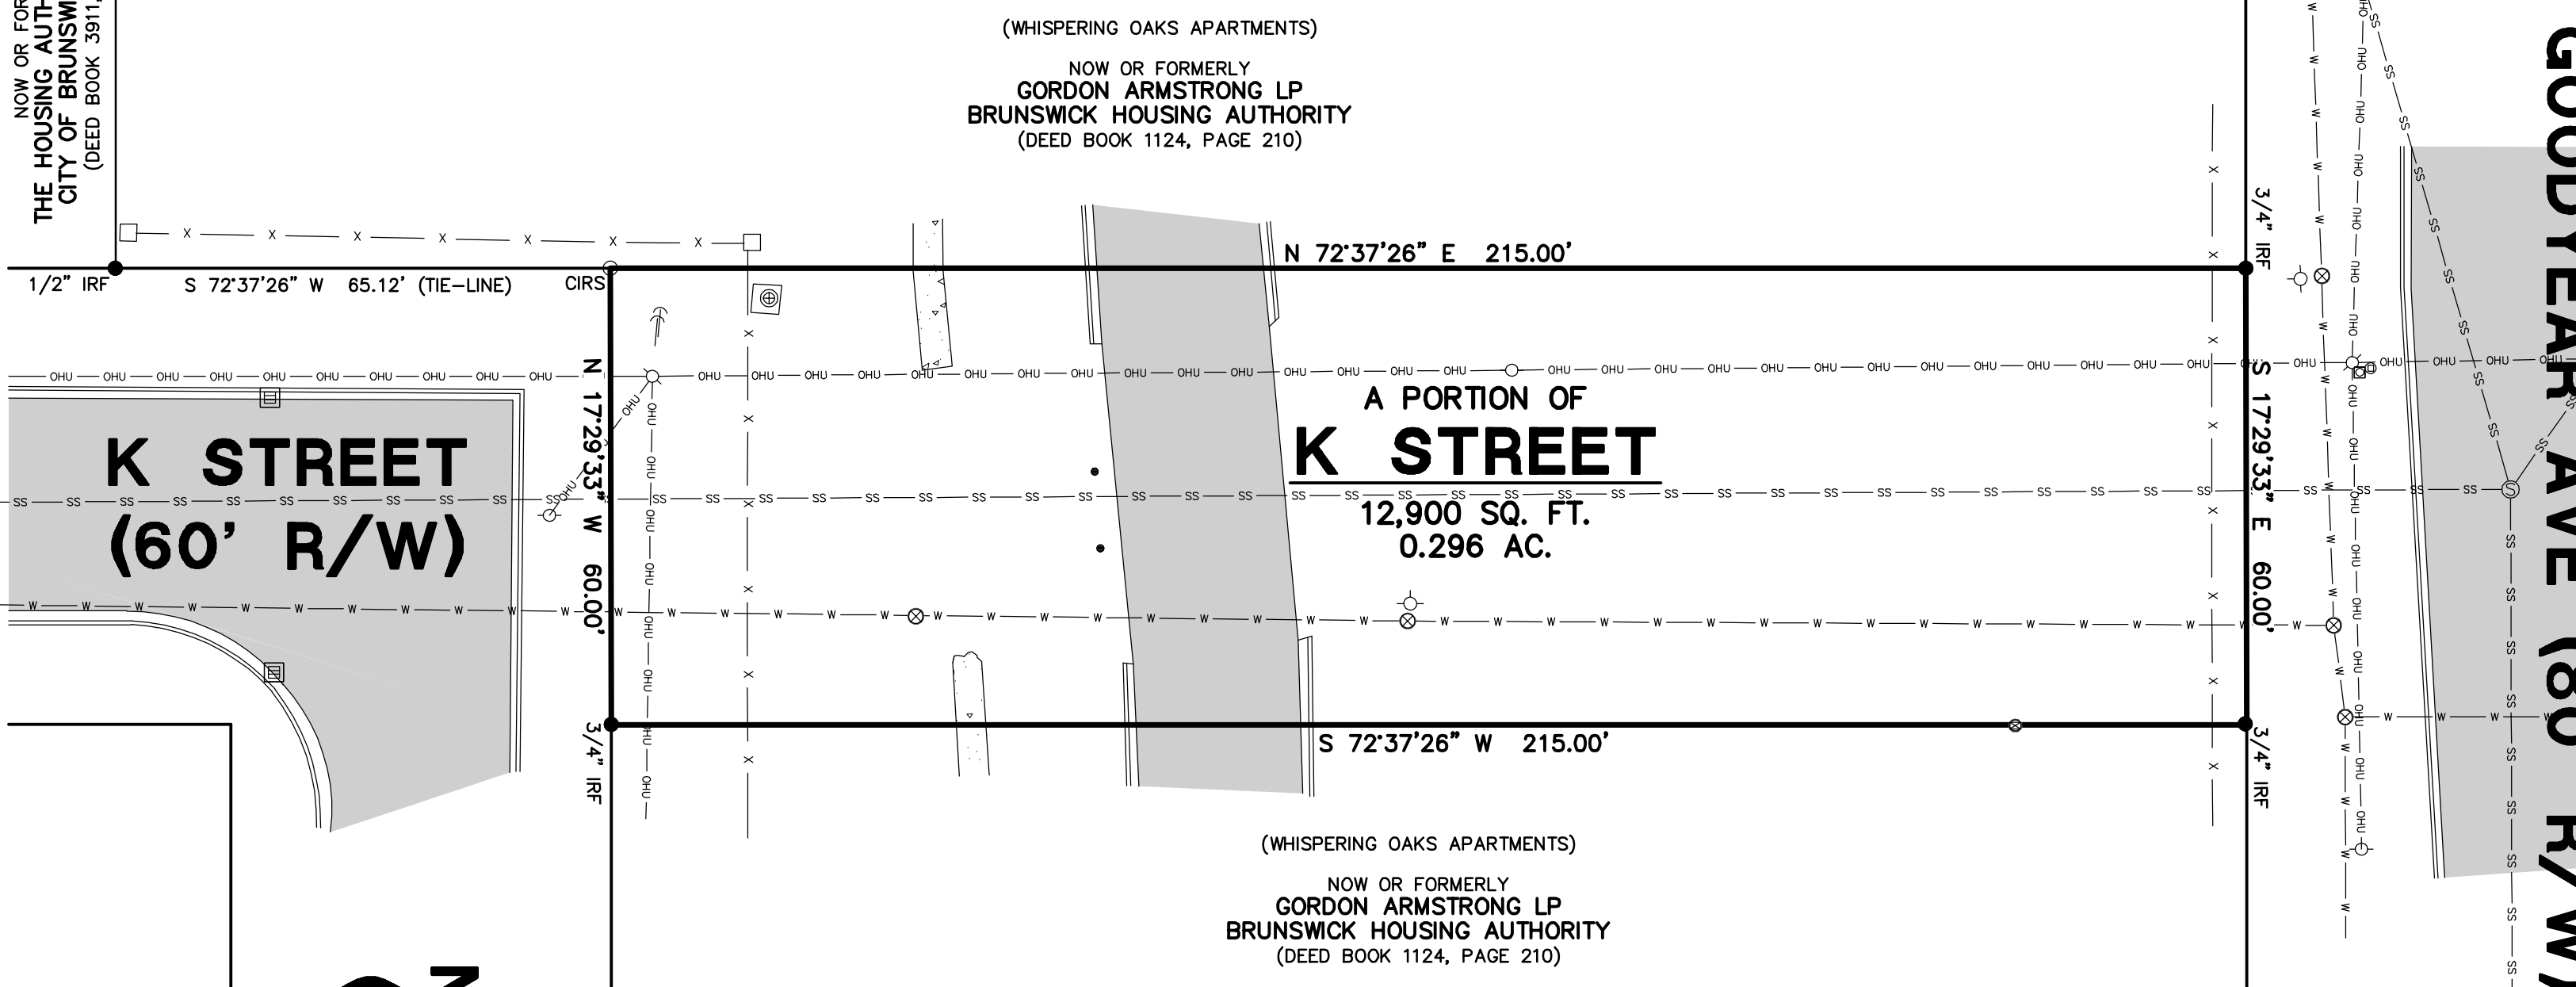 NOW OR FOR
THE HOUSING AUTH
CITY OF BRUNSWI
(DEED BOOK 3911,
(WHISPERING OAKS APARTMENTS)
NOW OR FORMERLY
GORDON ARMSTRONG LP
BRUNSWICK HOUSING AUTHORITY
(DEED BOOK 1124, PAGE 210)
1/2" IRF
S 72°37'26" W 65.12' (TIE-LINE)
CIRS
N 72°37'26" E 215.00'
3/4" IRF
N 17°29'33" W 60.00'
S 17°29'33" E 60.00'
K STREET
(60' R/W)
A PORTION OF
K STREET
12,900 SQ. FT.
0.296 AC.
GOODYEAR AVE (80' R/W)
3/4" IRF
S 72°37'26" W 215.00'
3/4" IRF
(WHISPERING OAKS APARTMENTS)
NOW OR FORMERLY
GORDON ARMSTRONG LP
BRUNSWICK HOUSING AUTHORITY
(DEED BOOK 1124, PAGE 210)